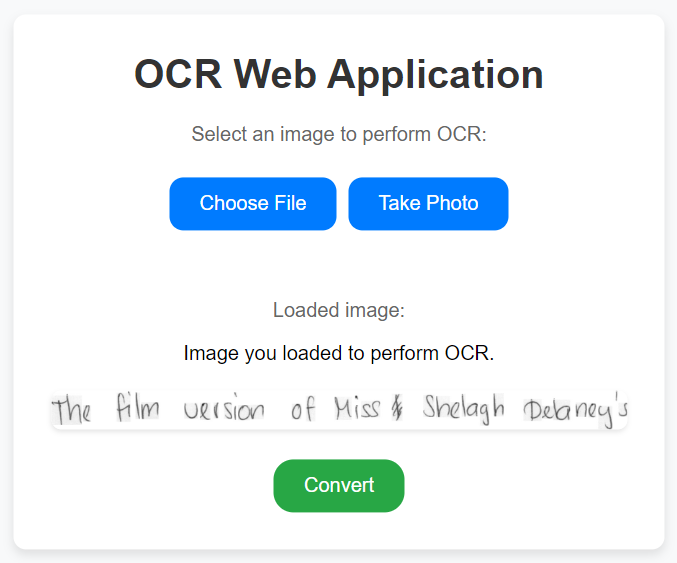 OCR Web Application
Select an image to perform OCR:
Choose File Take Photo
Loaded image:
Image you loaded to perform OCR.
The film version of Miss Shelagh Delaney's
Convert